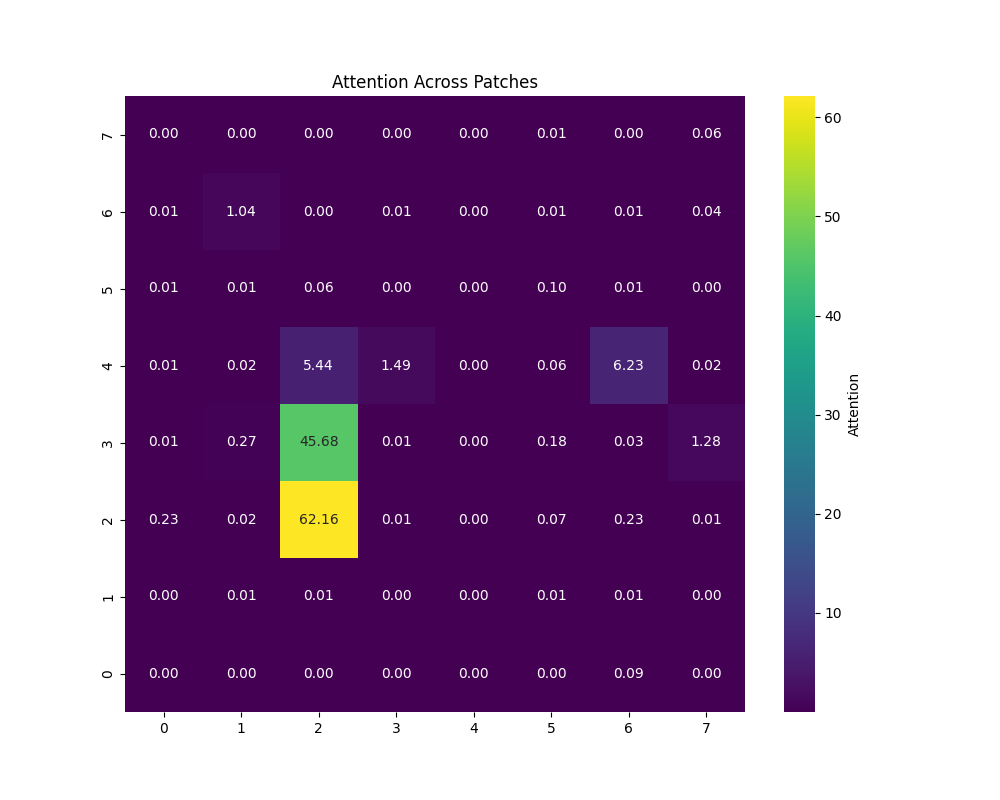 Attention Across Patches
7 0.00 0.00 0.00 0.00 0.00 0.01 0.00 0.06
6 0.01 1.04 0.00 0.01 0.00 0.01 0.01 0.04
5 0.01 0.01 0.06 0.00 0.00 0.10 0.01 0.00
4 0.01 0.02 5.44 1.49 0.00 0.06 6.23 0.02
3 0.01 0.27 45.68 0.01 0.00 0.18 0.03 1.28
2 0.23 0.02 62.16 0.01 0.00 0.07 0.23 0.01
1 0.00 0.01 0.01 0.00 0.00 0.01 0.01 0.00
0 0.00 0.00 0.00 0.00 0.00 0.00 0.09 0.00
0 1 2 3 4 5 6 7
60
50
40
30
20
10
Attention